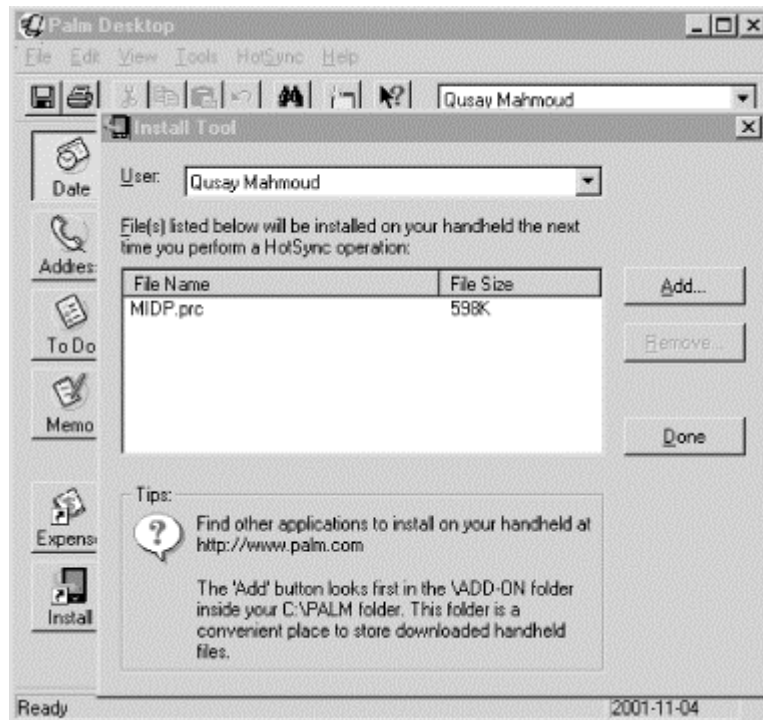 Palm Desktop
File Edit View Tools HotSync Help
Qusay Mahmoud
Install Tool
Date
User: Qusay Mahmoud
File(s) listed below will be installed on your handheld the next
time you perform a HotSync operation:
Addres
File Name File Size
Add...
MIDP.prc 598K
To Do
Remove...
Memo
Done
Tips:
Find other applications to install on your handheld at
http://www.palm.com
Expens
The 'Add' button looks first in the \ADD-ON folder
inside your C:\PALM folder. This folder is a
convenient place to store downloaded handheld
files.
Install
Ready 2001-11-04